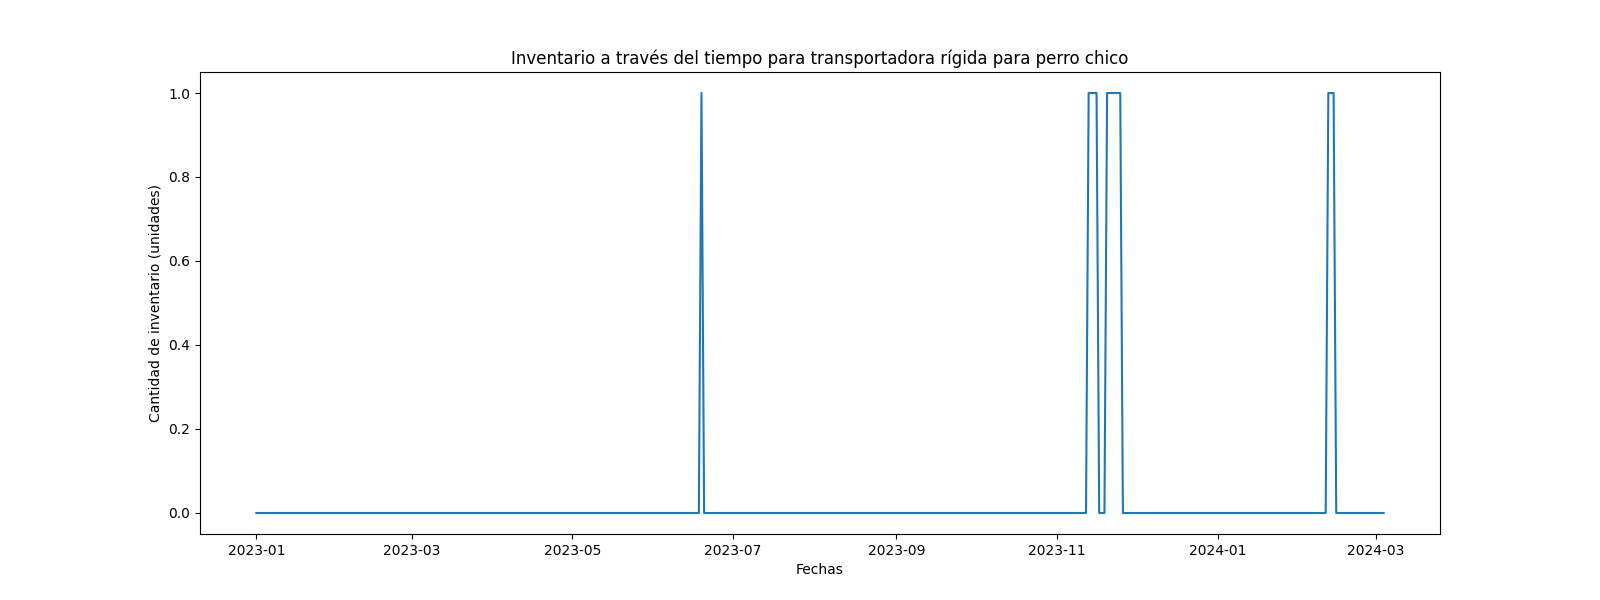 Inventario a través del tiempo para transportadora rígida para perro chico
Cantidad de inventario (unidades)
1.0
0.8
0.6
0.4
0.2
0.0
2023-01 2023-03 2023-05 2023-07 2023-09 2023-11 2024-01 2024-03
Fechas